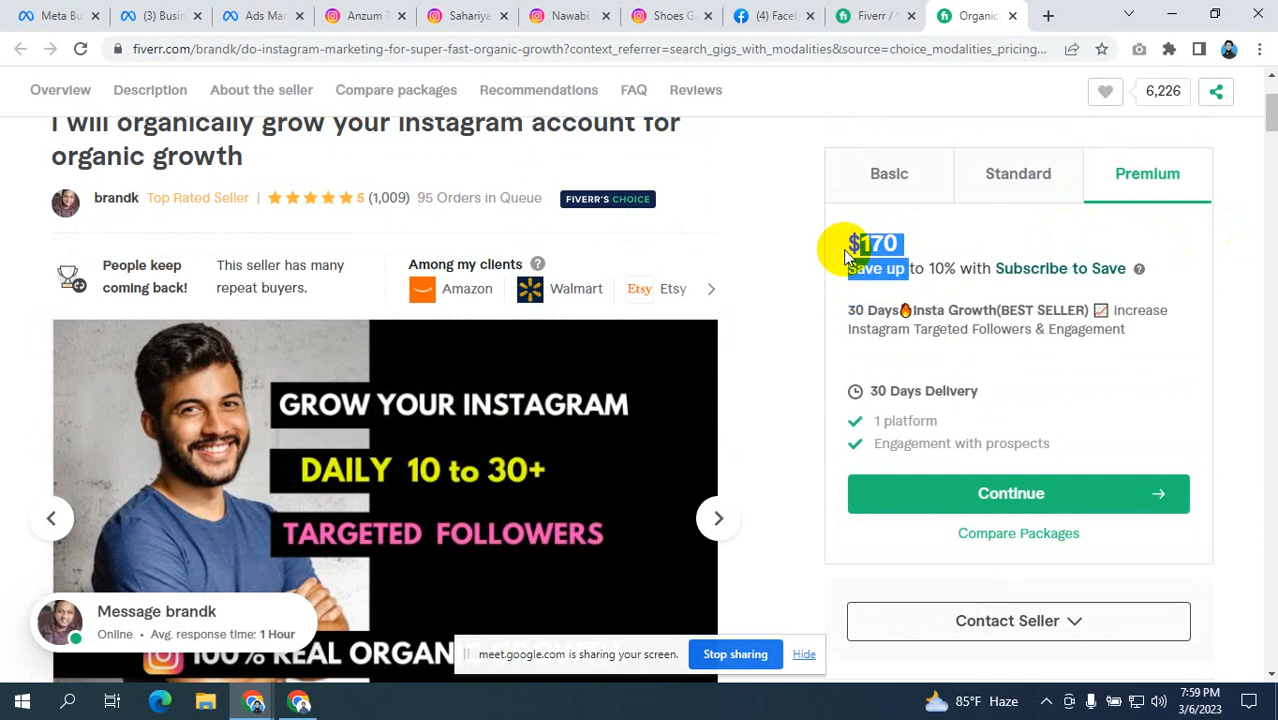 Meta Bu
(3) Busin
Ads Mar
Anzum T
Sahariya
Nawabi
Shoes G
(4) Facel
Fiverr /
Organic
fiverr.com/brandk/do-instagram-marketing-for-super-fast-organic-growth?context_referrer=search_gigs_with_modalities&source=choice_modalities_pricing...
Overview
Description
About the seller
Compare packages
Recommendations
FAQ
Reviews
6,226
I will organically grow your instagram account for
organic growth
brandk
Top Rated Seller
5 (1,009)
95 Orders in Queue
FIVERR'S CHOICE
People keep
coming back!
This seller has many
repeat buyers.
Among my clients
Amazon
Walmart
Etsy
Etsy
GROW YOUR INSTAGRAM
DAILY 10 to 30+
TARGETED FOLLOWERS
100% REAL ORGAN
Message brandk
Online • Avg. response time: 1 Hour
Basic
Standard
Premium
$170
Save up to 10% with Subscribe to Save
30 Days🔥Insta Growth(BEST SELLER) 📈 Increase
Instagram Targeted Followers & Engagement
30 Days Delivery
1 platform
Engagement with prospects
Continue
Compare Packages
Contact Seller
meet.google.com is sharing your screen.
Stop sharing
Hide
85°F Haze
7:59 PM
3/6/2023